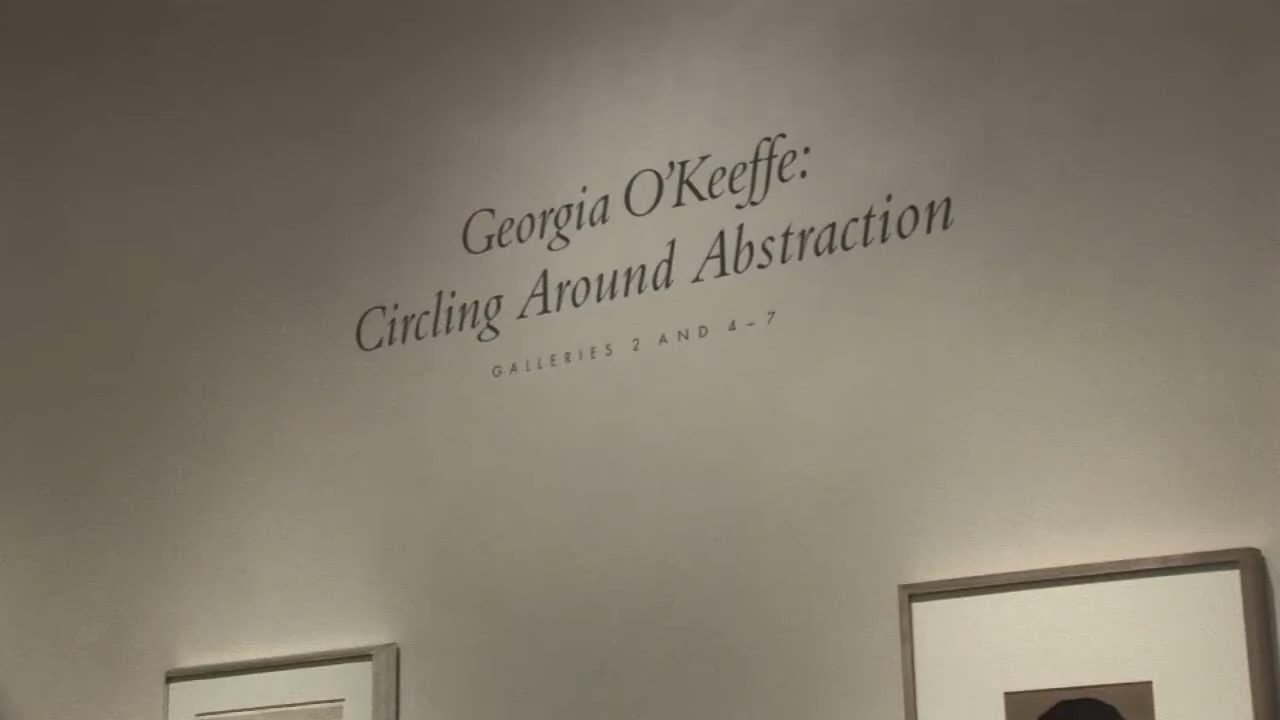 Georgia O'Keeffe:
Circling Around Abstraction
GALLERIES 2 AND 4–7